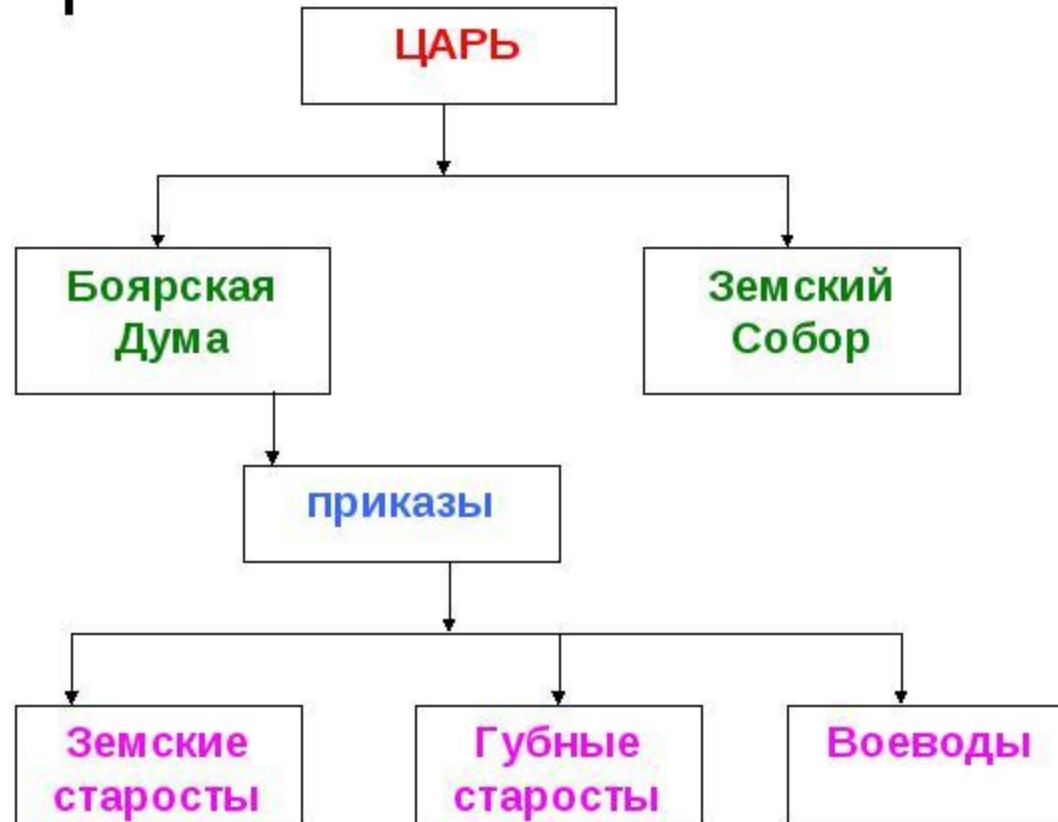 ЦАРЬ
Боярская
Дума
Земский
Собор
приказы
Земские
старосты
Губные
старосты
Воеводы